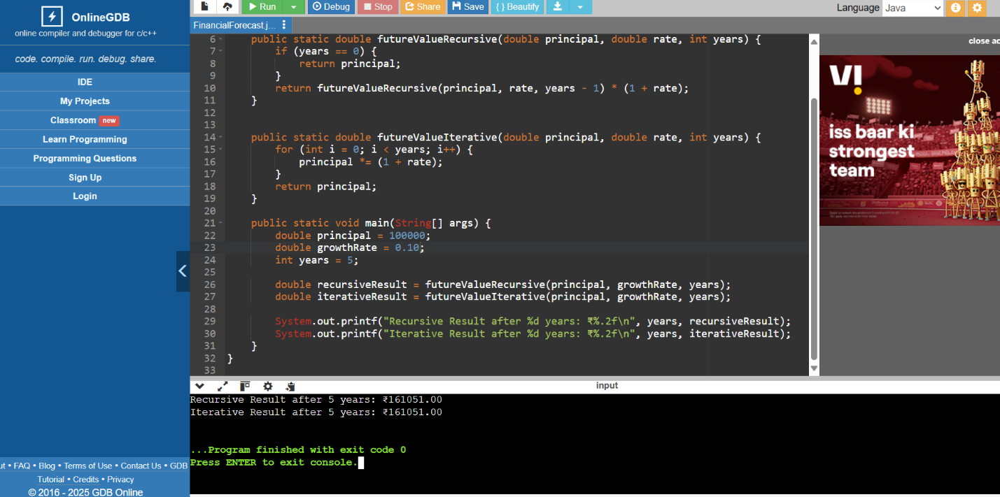 OnlineGDB
online compiler and debugger for c/c++
code. compile. run. debug. share.
IDE
My Projects
Classroom new
Learn Programming
Programming Questions
Sign Up
Login
• FAQ • Blog • Terms of Use • Contact Us • GDB
Tutorial • Credits • Privacy
© 2016 - 2025 GDB Online
Run
Debug
Stop
Share
Save
{ } Beautify
Language Java
FinancialForecast.j...
6 public static double futureValueRecursive(double principal, double rate, int years) {
7 if (years == 0) {
8 return principal;
9 }
10 return futureValueRecursive(principal, rate, years - 1) * (1 + rate);
11 }
12
13
14 public static double futureValueIterative(double principal, double rate, int years) {
15 for (int i = 0; i < years; i++) {
16 principal *= (1 + rate);
17 }
18 return principal;
19 }
20
21 public static void main(String[] args) {
22 double principal = 100000;
23 double growthRate = 0.10;
24 int years = 5;
25
26 double recursiveResult = futureValueRecursive(principal, growthRate, years);
27 double iterativeResult = futureValueIterative(principal, growthRate, years);
28
29 System.out.printf("Recursive Result after %d years: ₹%.2f\n", years, recursiveResult);
30 System.out.printf("Iterative Result after %d years: ₹%.2f\n", years, iterativeResult);
31 }
32 }
33
close
VI
iss baar ki
strongest
team
input
Recursive Result after 5 years: ₹161051.00
Iterative Result after 5 years: ₹161051.00
...Program finished with exit code 0
Press ENTER to exit console.